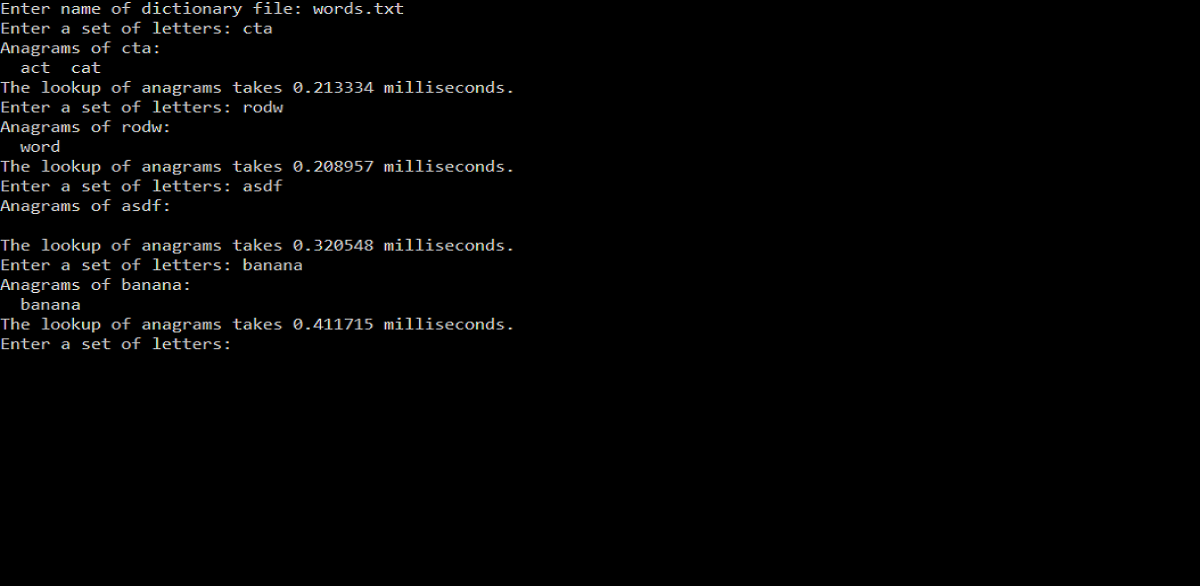 Enter name of dictionary file: words.txt
Enter a set of letters: cta
Anagrams of cta:
  act  cat
The lookup of anagrams takes 0.213334 milliseconds.
Enter a set of letters: rodw
Anagrams of rodw:
  word
The lookup of anagrams takes 0.208957 milliseconds.
Enter a set of letters: asdf
Anagrams of asdf:

The lookup of anagrams takes 0.320548 milliseconds.
Enter a set of letters: banana
Anagrams of banana:
  banana
The lookup of anagrams takes 0.411715 milliseconds.
Enter a set of letters: